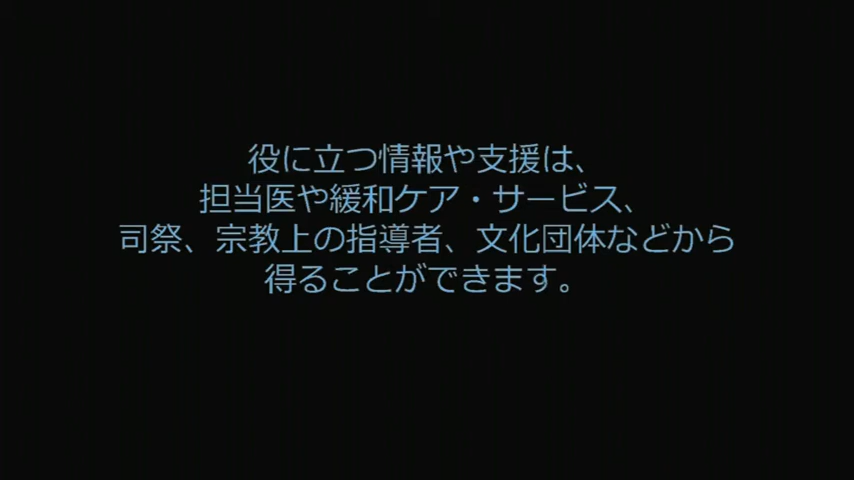 役に立つ情報や支援は、
担当医や緩和ケア・サービス、
司祭、宗教上の指導者、文化団体などから
得ることができます。